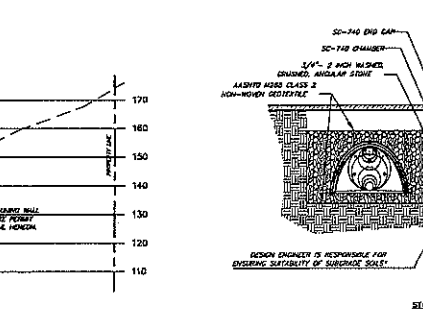 170
160
150
140
130
120
110
PROPERTY LINE
WALL
PERMIT
SC-740 END CAP
SC-740 CHAMBER
3/4"- 2 INCH WASHED,
CRUSHED, ANGULAR STONE
AASHTO M288 CLASS 2
NON-WOVEN GEOTEXTILE
DESIGN ENGINEER IS RESPONSIBLE FOR
ENSURING SUITABILITY OF SUBGRADE SOILS